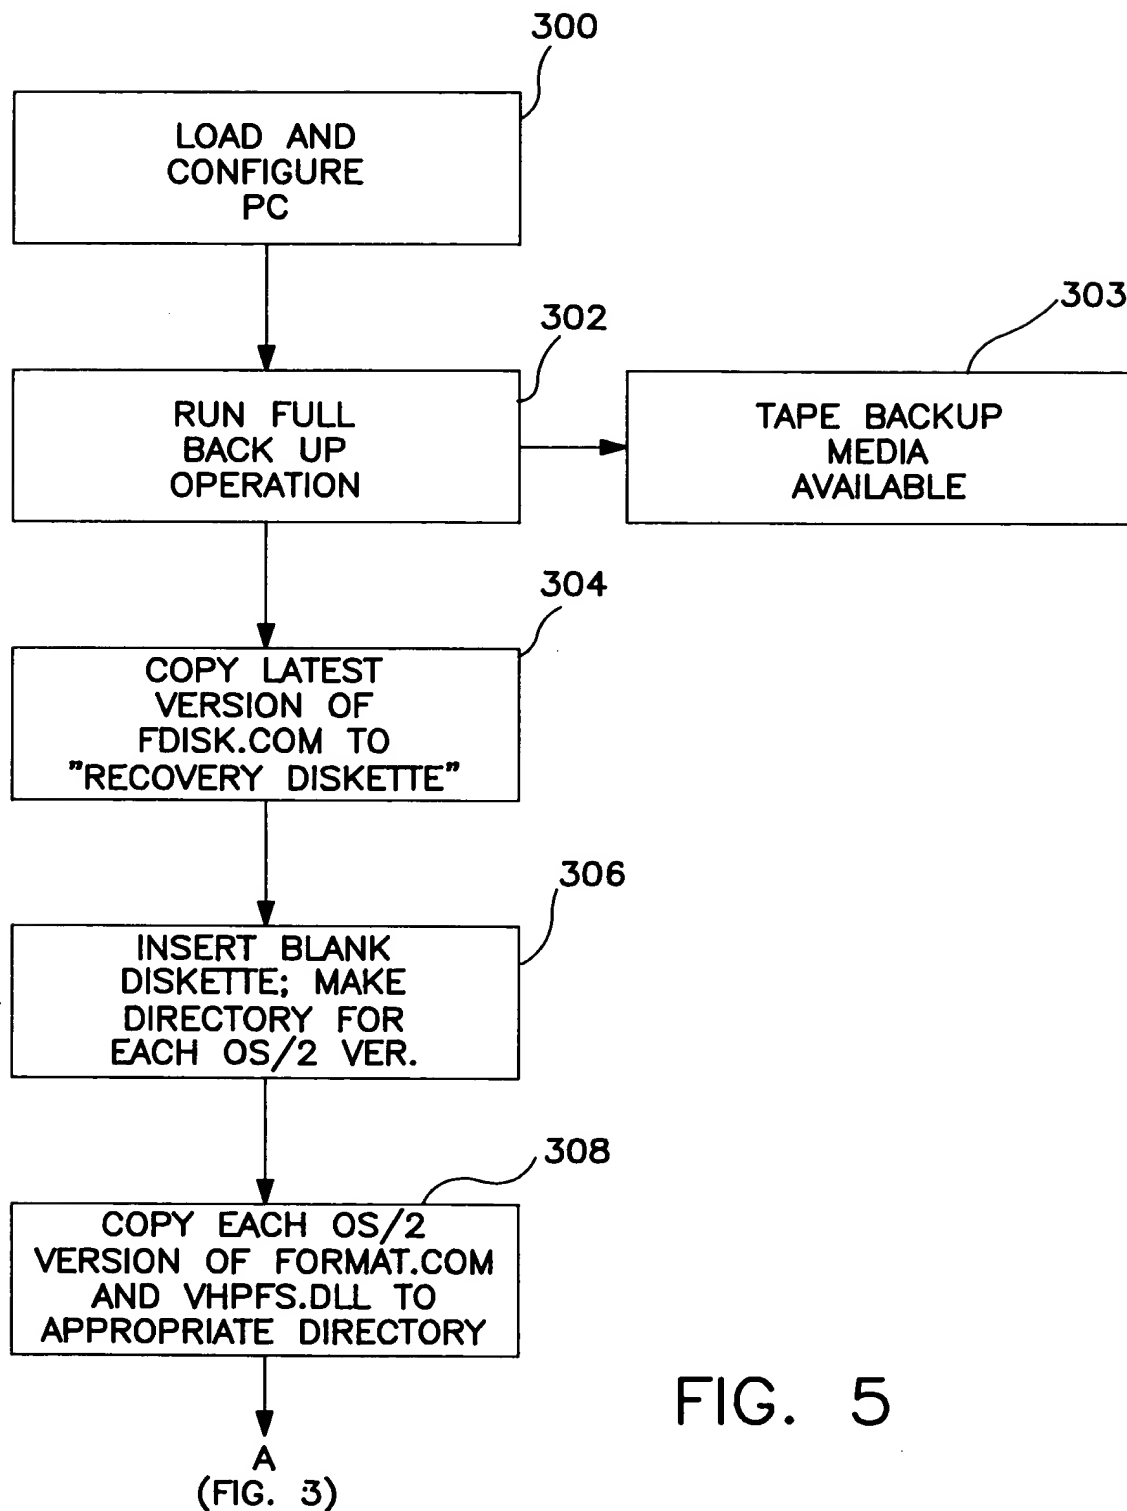 300
LOAD AND
CONFIGURE
PC
302
303
RUN FULL
BACK UP
OPERATION
TAPE BACKUP
MEDIA
AVAILABLE
304
COPY LATEST
VERSION OF
FDISK.COM TO
"RECOVERY DISKETTE"
306
INSERT BLANK
DISKETTE; MAKE
DIRECTORY FOR
EACH OS/2 VER.
308
COPY EACH OS/2
VERSION OF FORMAT.COM
AND VHPFS.DLL TO
APPROPRIATE DIRECTORY
A
(FIG. 3)
FIG. 5